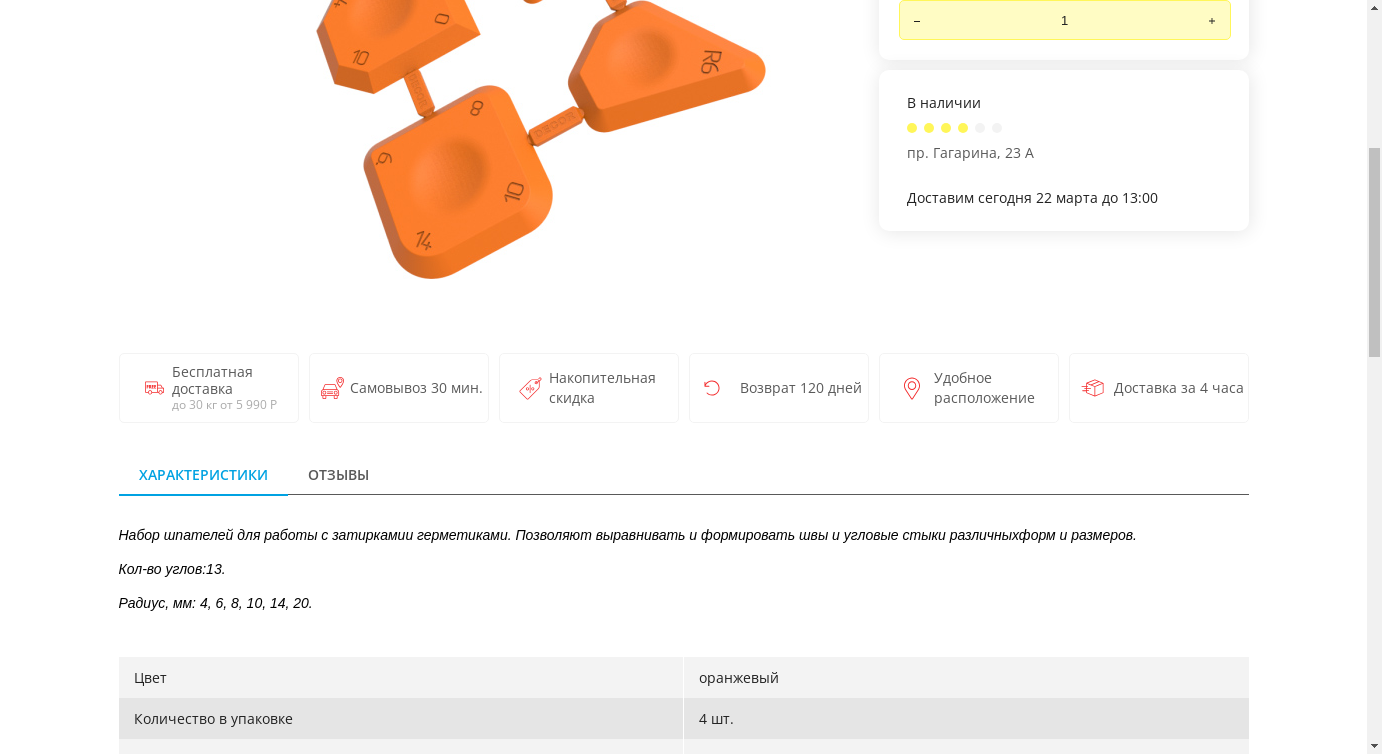 10
R6
8
6
10
14
−
1
+
В наличии
пр. Гагарина, 23 А
Доставим сегодня 22 марта до 13:00
Бесплатная
доставка
до 30 кг от 5 990 Р
Самовывоз 30 мин.
Накопительная
скидка
Возврат 120 дней
Удобное
расположение
Доставка за 4 часа
ХАРАКТЕРИСТИКИ
ОТЗЫВЫ
Набор шпателей для работы с затиркамии герметиками. Позволяют выравнивать и формировать швы и угловые стыки различныхформ и размеров.
Кол-во углов:13.
Радиус, мм: 4, 6, 8, 10, 14, 20.
Цвет
оранжевый
Количество в упаковке
4 шт.